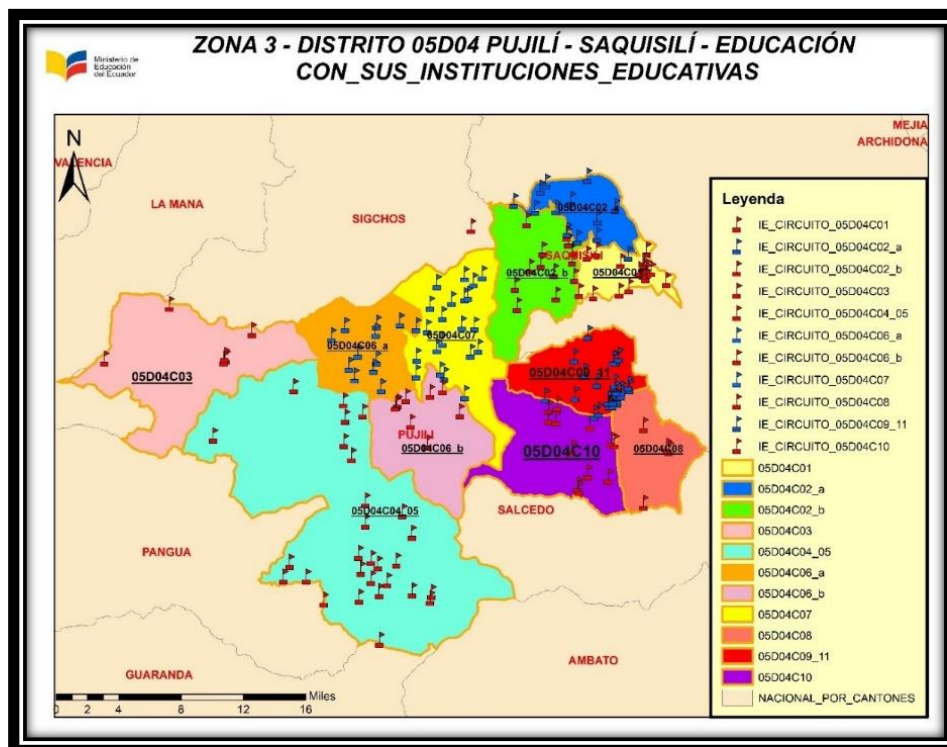 ZONA 3 - DISTRITO 05D04 PUJILÍ - SAQUISILÍ - EDUCACIÓN
CON_SUS_INSTITUCIONES_EDUCATIVAS
Ministerio de
Educación
del Ecuador
N
MEJIA
ARCHIDONA
VALENCIA
LA MANA
SIGCHOS
05D04C02_a
SAQUISILI
05D04C02_b
05D04C01
05D04C07
05D04C06_a
05D04C03
05D04C09_11
PUJILI
05D04C06_b
05D04C10
05D04C08
SALCEDO
05D04C04_05
PANGUA
GUARANDA
AMBATO
Miles
0 2 4 8 12 16
Leyenda
IE_CIRCUITO_05D04C01
IE_CIRCUITO_05D04C02_a
IE_CIRCUITO_05D04C02_b
IE_CIRCUITO_05D04C03
IE_CIRCUITO_05D04C04_05
IE_CIRCUITO_05D04C06_a
IE_CIRCUITO_05D04C06_b
IE_CIRCUITO_05D04C07
IE_CIRCUITO_05D04C08
IE_CIRCUITO_05D04C09_11
IE_CIRCUITO_05D04C10
05D04C01
05D04C02_a
05D04C02_b
05D04C03
05D04C04_05
05D04C06_a
05D04C06_b
05D04C07
05D04C08
05D04C09_11
05D04C10
NACIONAL_POR_CANTONES